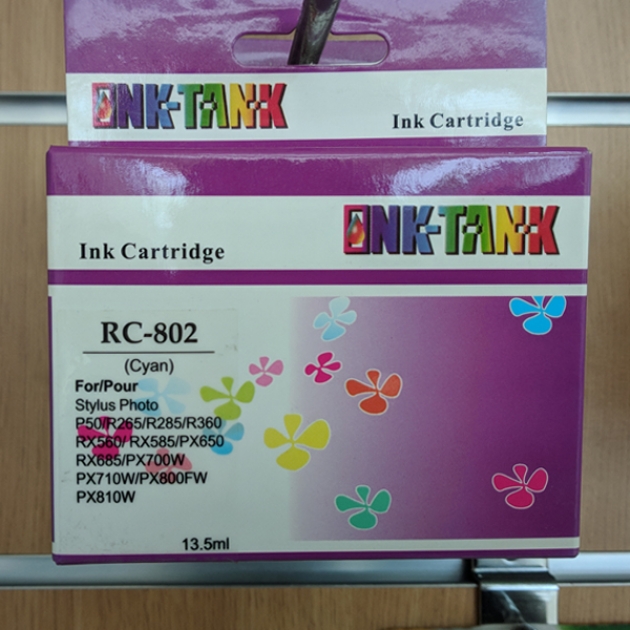 INK-TANK
Ink Cartridge
Ink Cartridge
INK-TANK
RC-802
(Cyan)
For/Pour
Stylus Photo
P50/R265/R285/R360
RX560/ RX585/PX650
RX685/PX700W
PX710W/PX800FW
PX810W
13.5ml